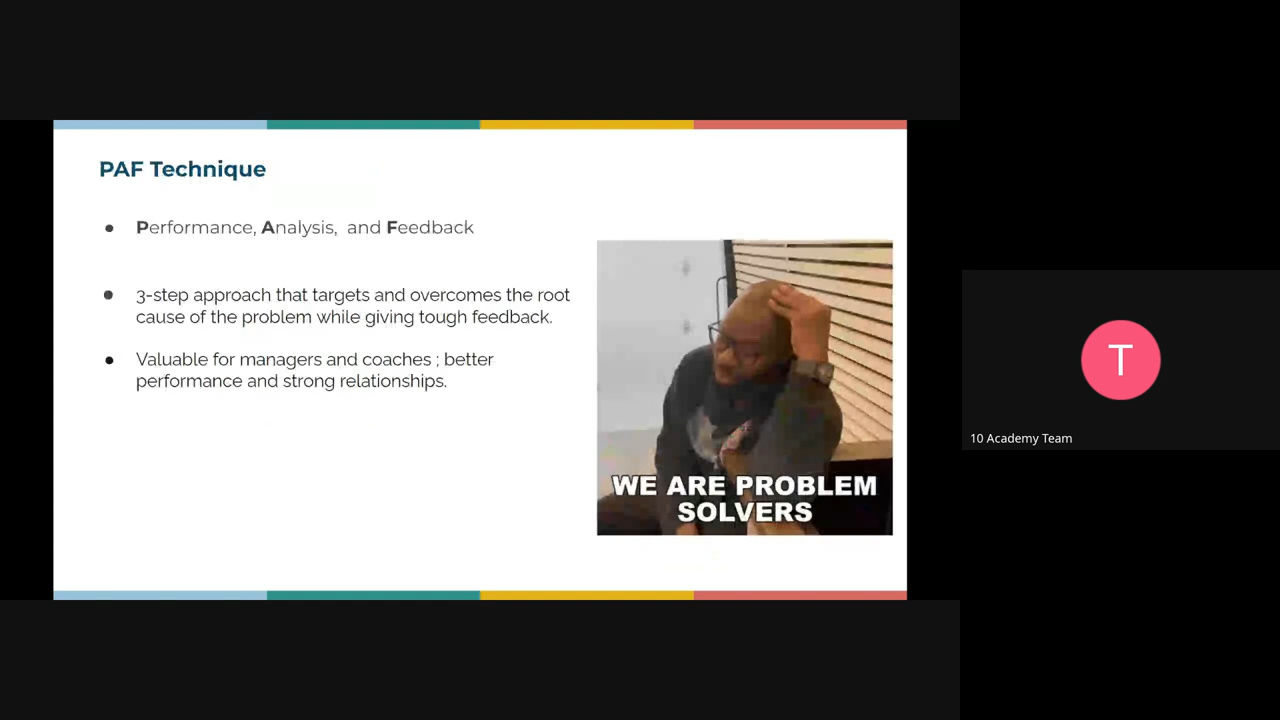 PAF Technique
● Performance, Analysis, and Feedback
● 3-step approach that targets and overcomes the root
cause of the problem while giving tough feedback.
● Valuable for managers and coaches ; better
performance and strong relationships.
WE ARE PROBLEM
SOLVERS
T
10 Academy Team